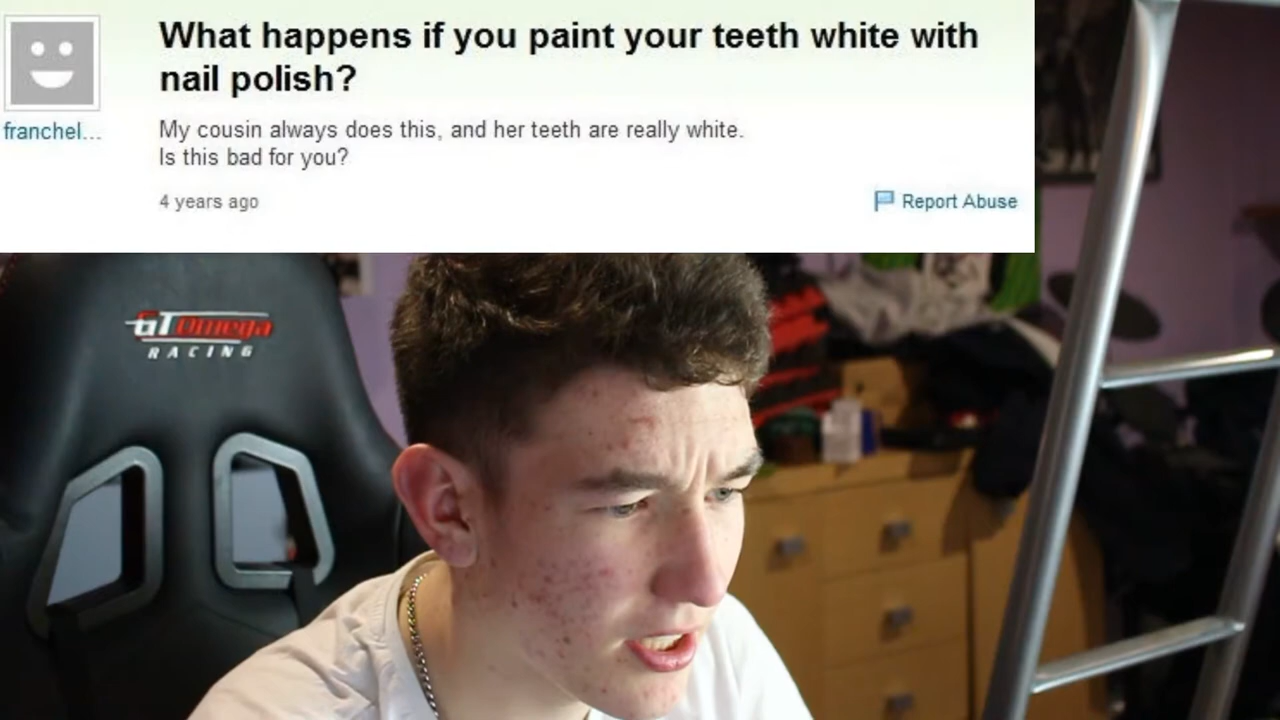 What happens if you paint your teeth white with
nail polish?
My cousin always does this, and her teeth are really white.
Is this bad for you?
franchel...
4 years ago
Report Abuse
GT Omega
RACING